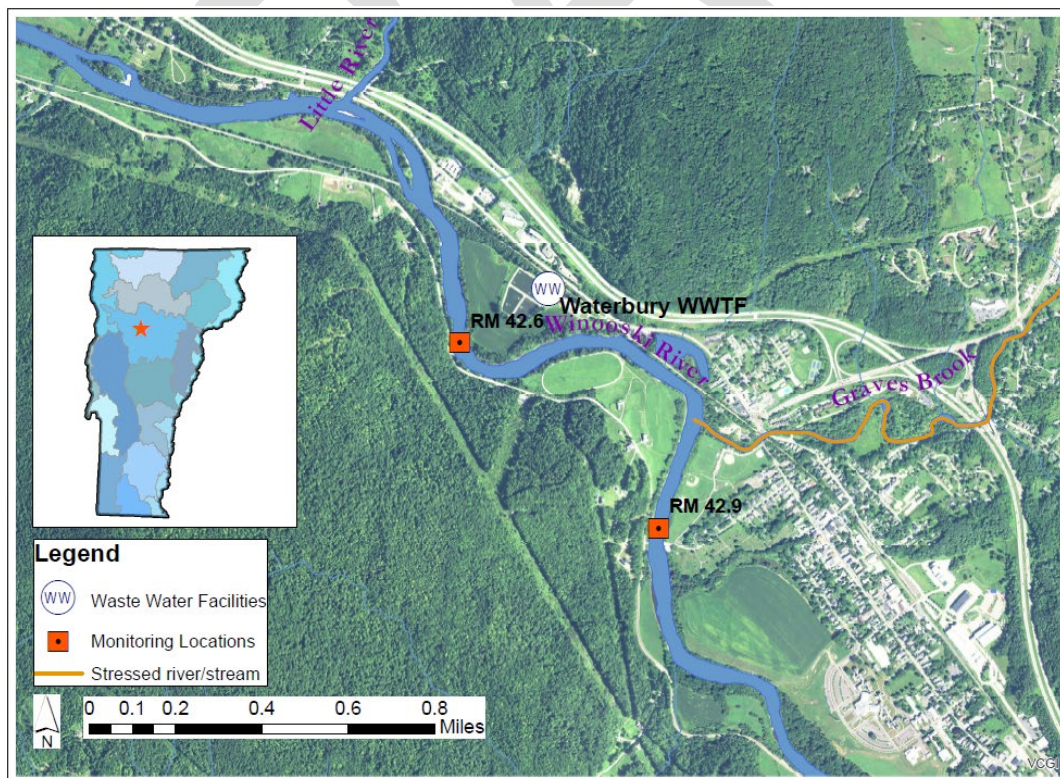 Little River
WW
Waterbury WWTF
RM 42.6
Winooski River
Graves Brook
RM 42.9
Legend
WW Waste Water Facilities
Monitoring Locations
Stressed river/stream
0 0.1 0.2 0.4 0.6 0.8
Miles
N